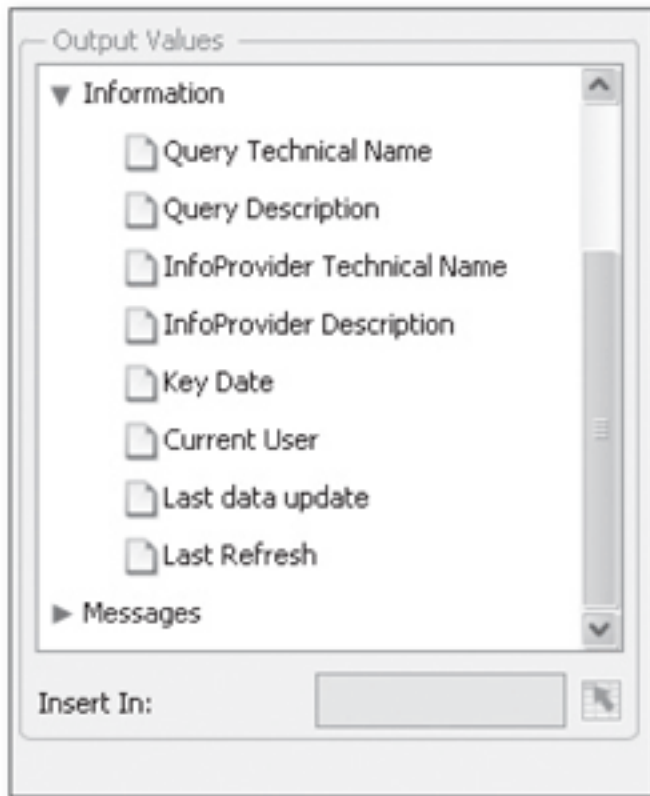 Output Values
Information
Query Technical Name
Query Description
InfoProvider Technical Name
InfoProvider Description
Key Date
Current User
Last data update
Last Refresh
Messages
Insert In: